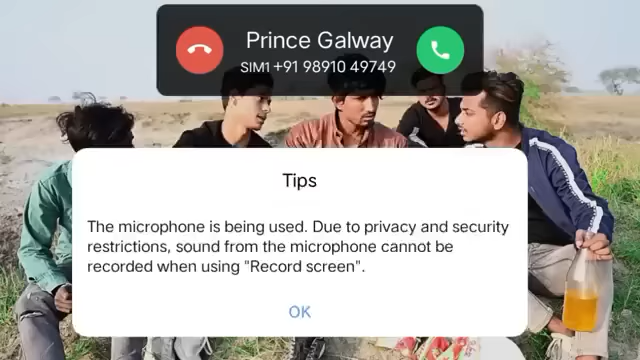 Prince Galway
SIM1 +91 98910 49749
Tips
The microphone is being used. Due to privacy and security
restrictions, sound from the microphone cannot be
recorded when using "Record screen".
OK